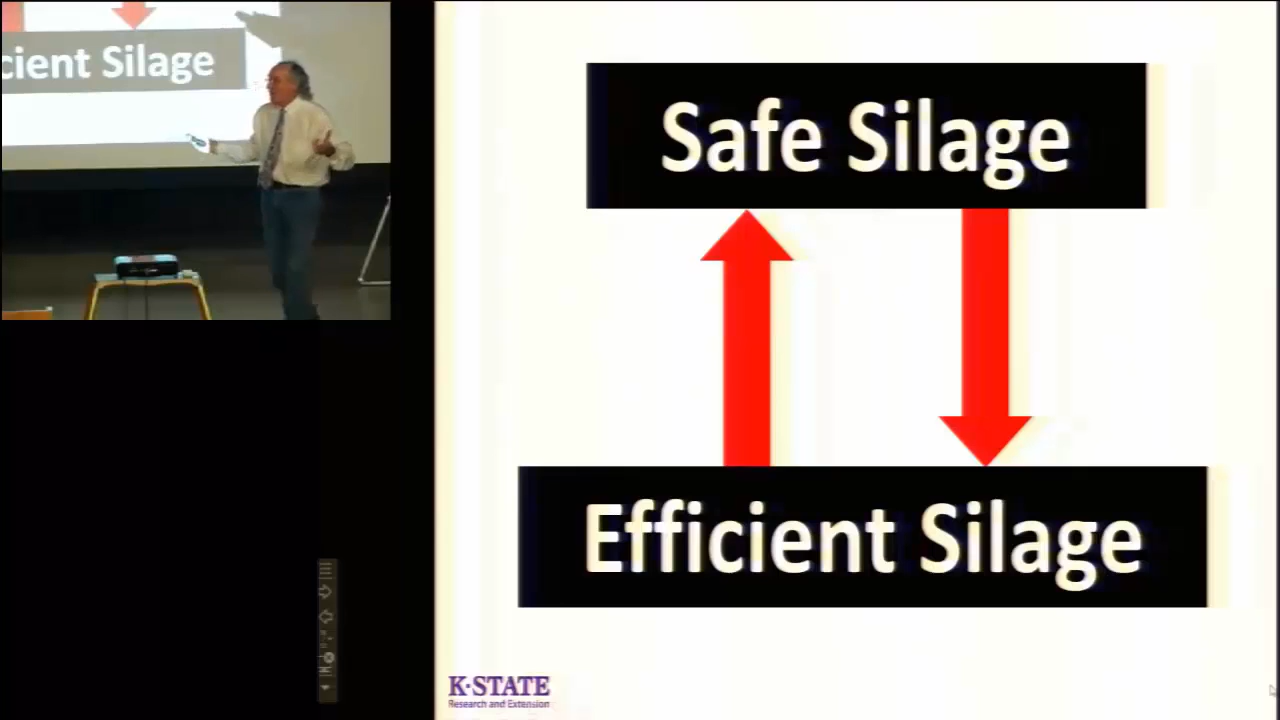 cient Silage
Safe Silage
Efficient Silage
K·STATE
Research and Extension